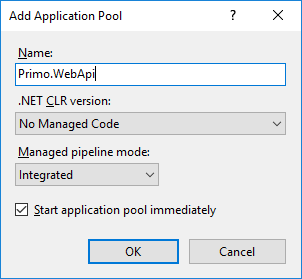 Add Application Pool
Name:
Primo.WebApi
.NET CLR version:
No Managed Code
Managed pipeline mode:
Integrated
Start application pool immediately
OK
Cancel